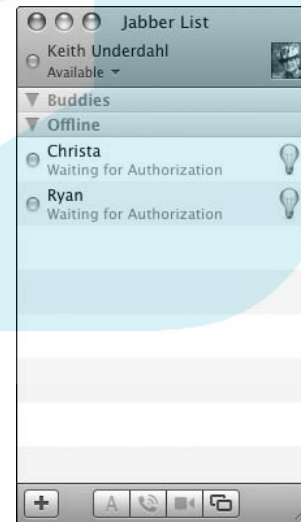 Jabber List
Keith Underdahl
Available
Buddies
Offline
Christa
Waiting for Authorization
Ryan
Waiting for Authorization
A